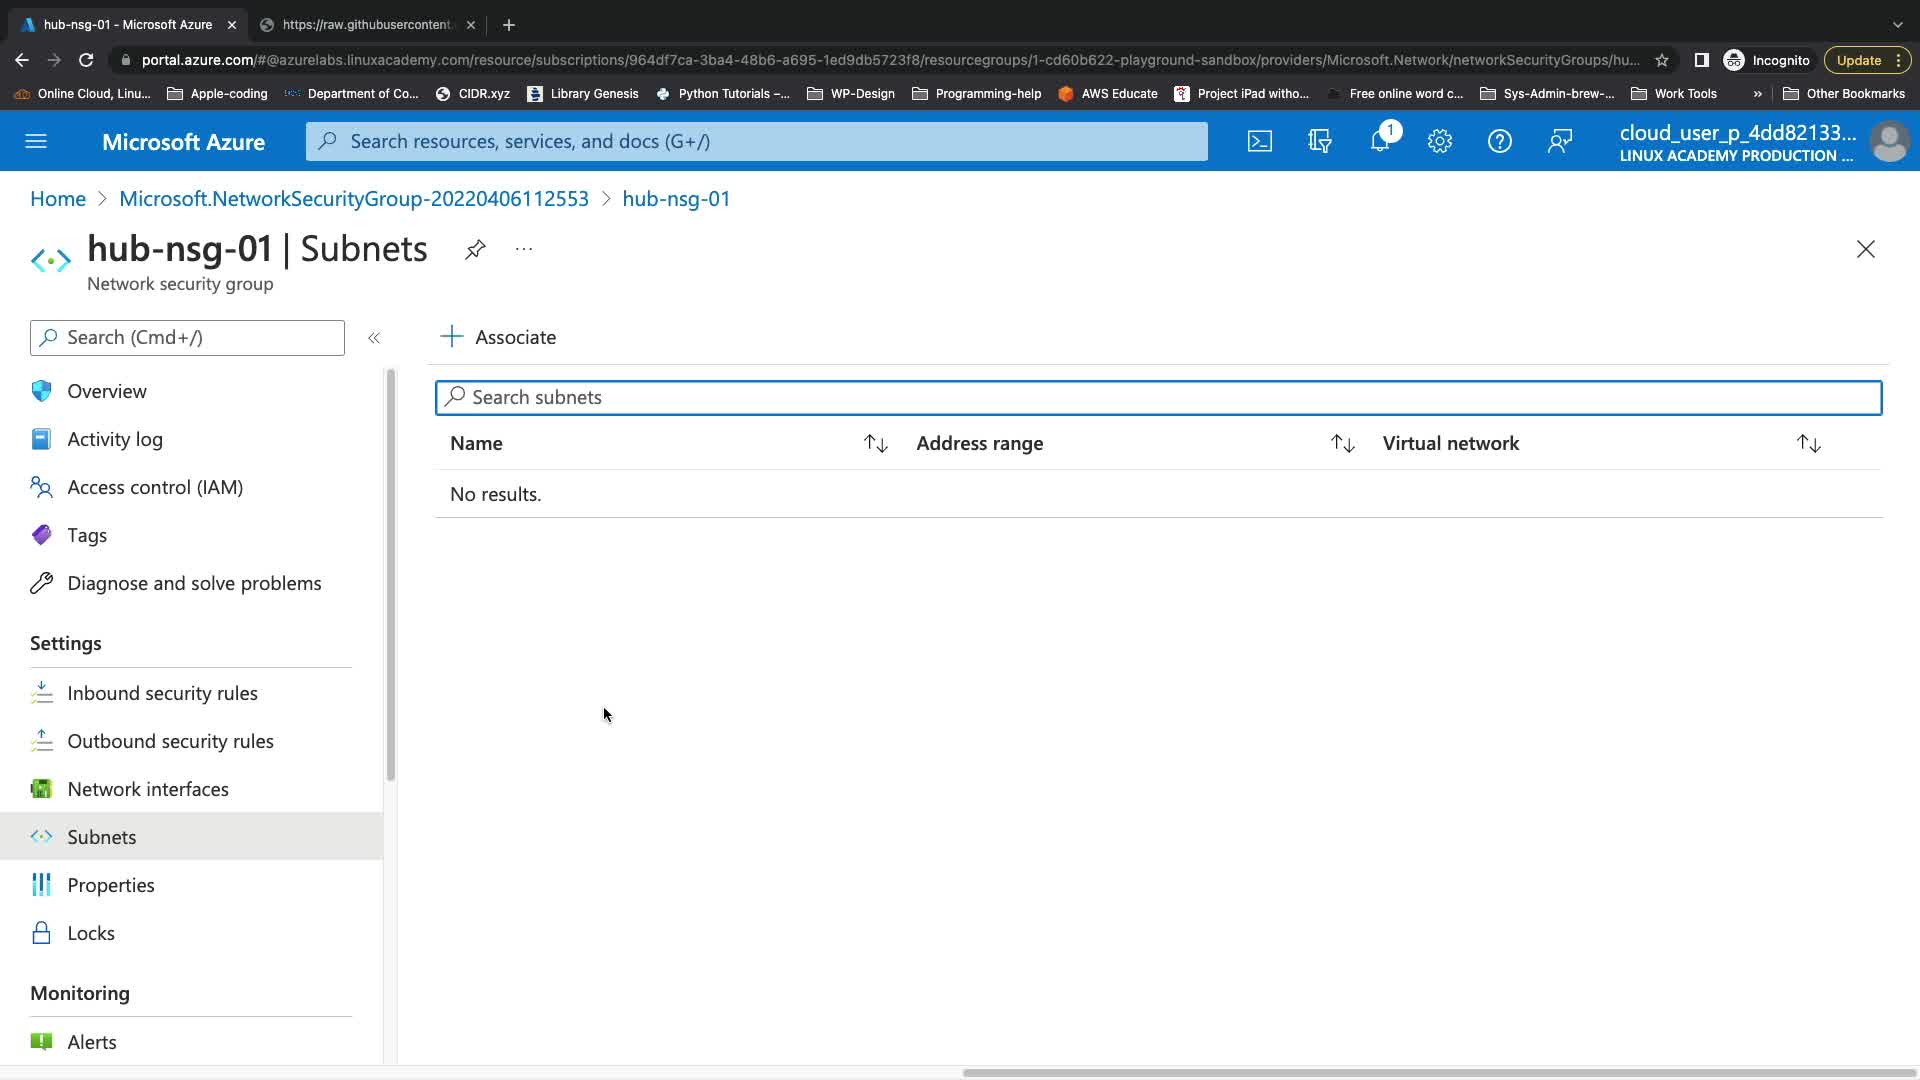 hub-nsg-01 - Microsoft Azure
https://raw.githubusercontent.
portal.azure.com/#@azurelabs.linuxacademy.com/resource/subscriptions/964df7ca-3ba4-48b6-a695-1ed9db5723f8/resourcegroups/1-cd60b622-playground-sandbox/providers/Microsoft.Network/networkSecurityGroups/hu...
Incognito
Update
Online Cloud, Linu...
Apple-coding
Department of Co...
CIDR.xyz
Library Genesis
Python Tutorials –...
WP-Design
Programming-help
AWS Educate
Project iPad witho...
Free online word c...
Sys-Admin-brew-...
Work Tools
»
Other Bookmarks
Microsoft Azure
Search resources, services, and docs (G+/)
1
cloud_user_p_4dd82133...
LINUX ACADEMY PRODUCTION ...
Home > Microsoft.NetworkSecurityGroup-20220406112553 > hub-nsg-01
hub-nsg-01 | Subnets
...
Network security group
Search (Cmd+/)
«
Associate
Search subnets
Name
Address range
Virtual network
No results.
Overview
Activity log
Access control (IAM)
Tags
Diagnose and solve problems
Settings
Inbound security rules
Outbound security rules
Network interfaces
Subnets
Properties
Locks
Monitoring
Alerts